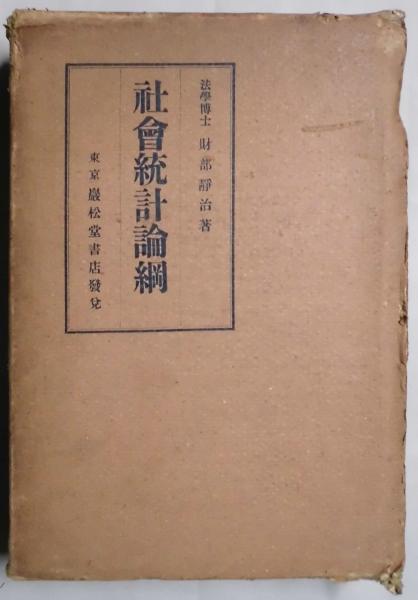 法學博士 財部靜治著
社會統計論綱
東京 巖松堂書店發兌